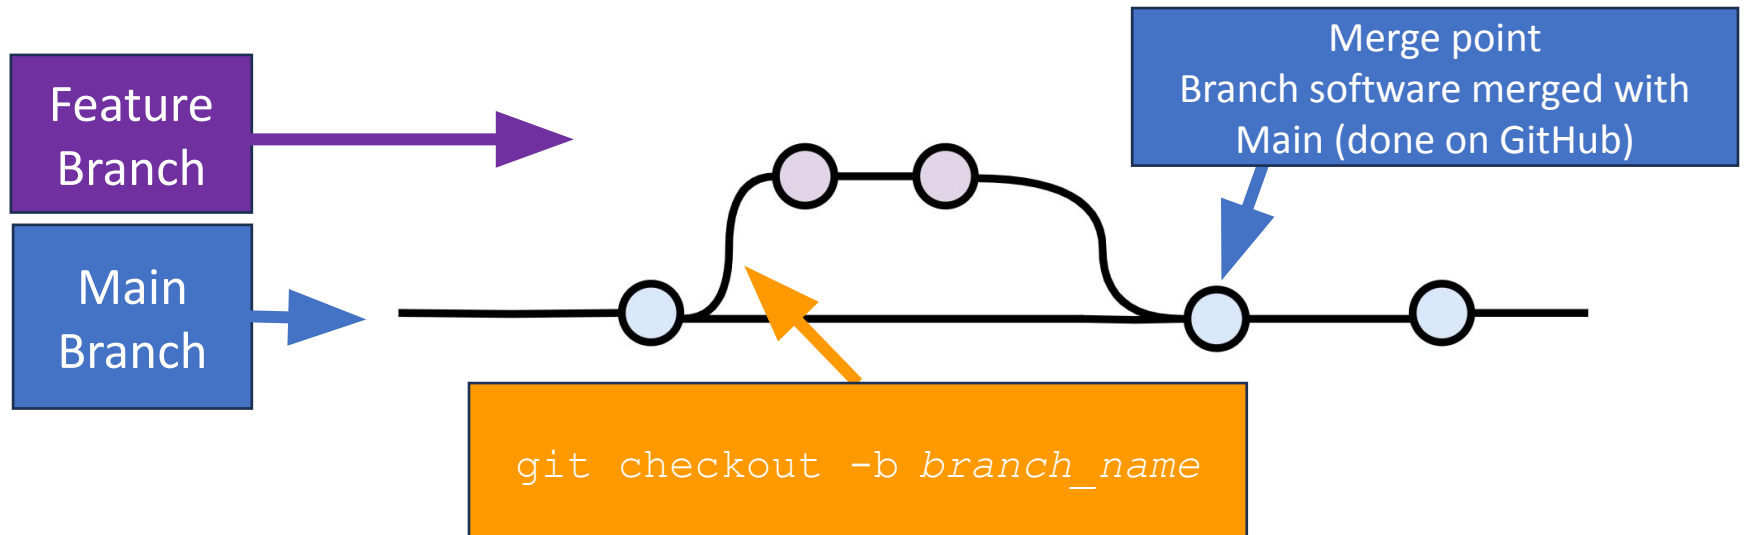 Feature
Branch
Main
Branch
Merge point
Branch software merged with
Main (done on GitHub)
git checkout -b branch_name